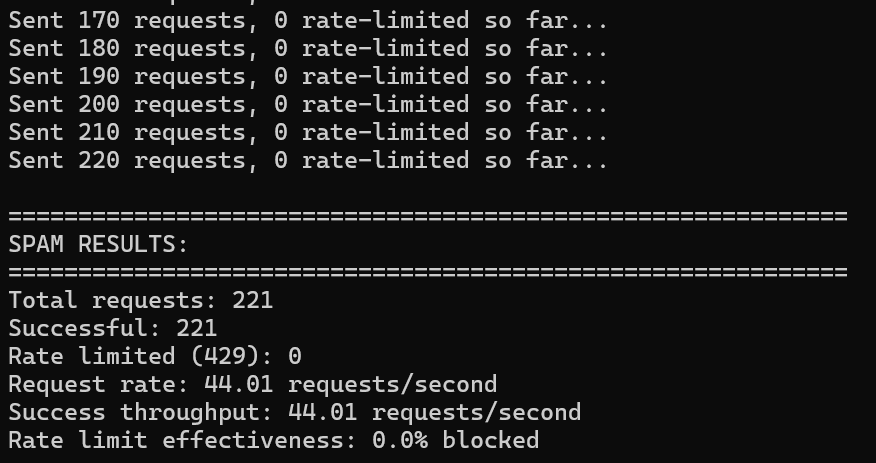 Sent 170 requests, 0 rate-limited so far...
Sent 180 requests, 0 rate-limited so far...
Sent 190 requests, 0 rate-limited so far...
Sent 200 requests, 0 rate-limited so far...
Sent 210 requests, 0 rate-limited so far...
Sent 220 requests, 0 rate-limited so far...
============================================================
SPAM RESULTS:
============================================================
Total requests: 221
Successful: 221
Rate limited (429): 0
Request rate: 44.01 requests/second
Success throughput: 44.01 requests/second
Rate limit effectiveness: 0.0% blocked